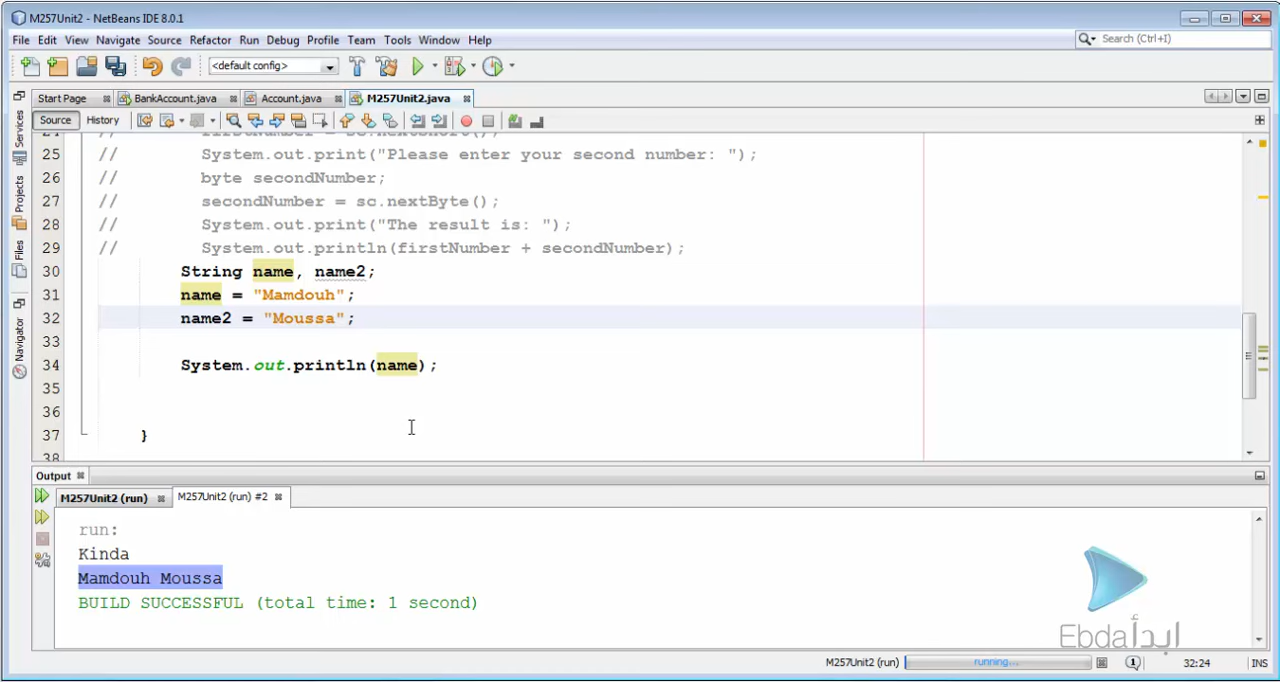 M257Unit2 - NetBeans IDE 8.0.1
File Edit View Navigate Source Refactor Run Debug Profile Team Tools Window Help
Search (Ctrl+I)
<default config>
Start Page BankAccount.java Account.java M257Unit2.java
Source History
Services
Projects
Files
Navigator
25 // System.out.print("Please enter your second number: ");
26 // byte secondNumber;
27 // secondNumber = sc.nextByte();
28 // System.out.print("The result is: ");
29 // System.out.println(firstNumber + secondNumber);
30 String name, name2;
31 name = "Mamdouh";
32 name2 = "Moussa";
33
34 System.out.println(name);
35
36
37 }
38
Output
M257Unit2 (run) M257Unit2 (run) #2
run:
Kinda
Mamdouh Moussa
BUILD SUCCESSFUL (total time: 1 second)
Ebda أبدأ
M257Unit2 (run) running... 1 32:24 INS